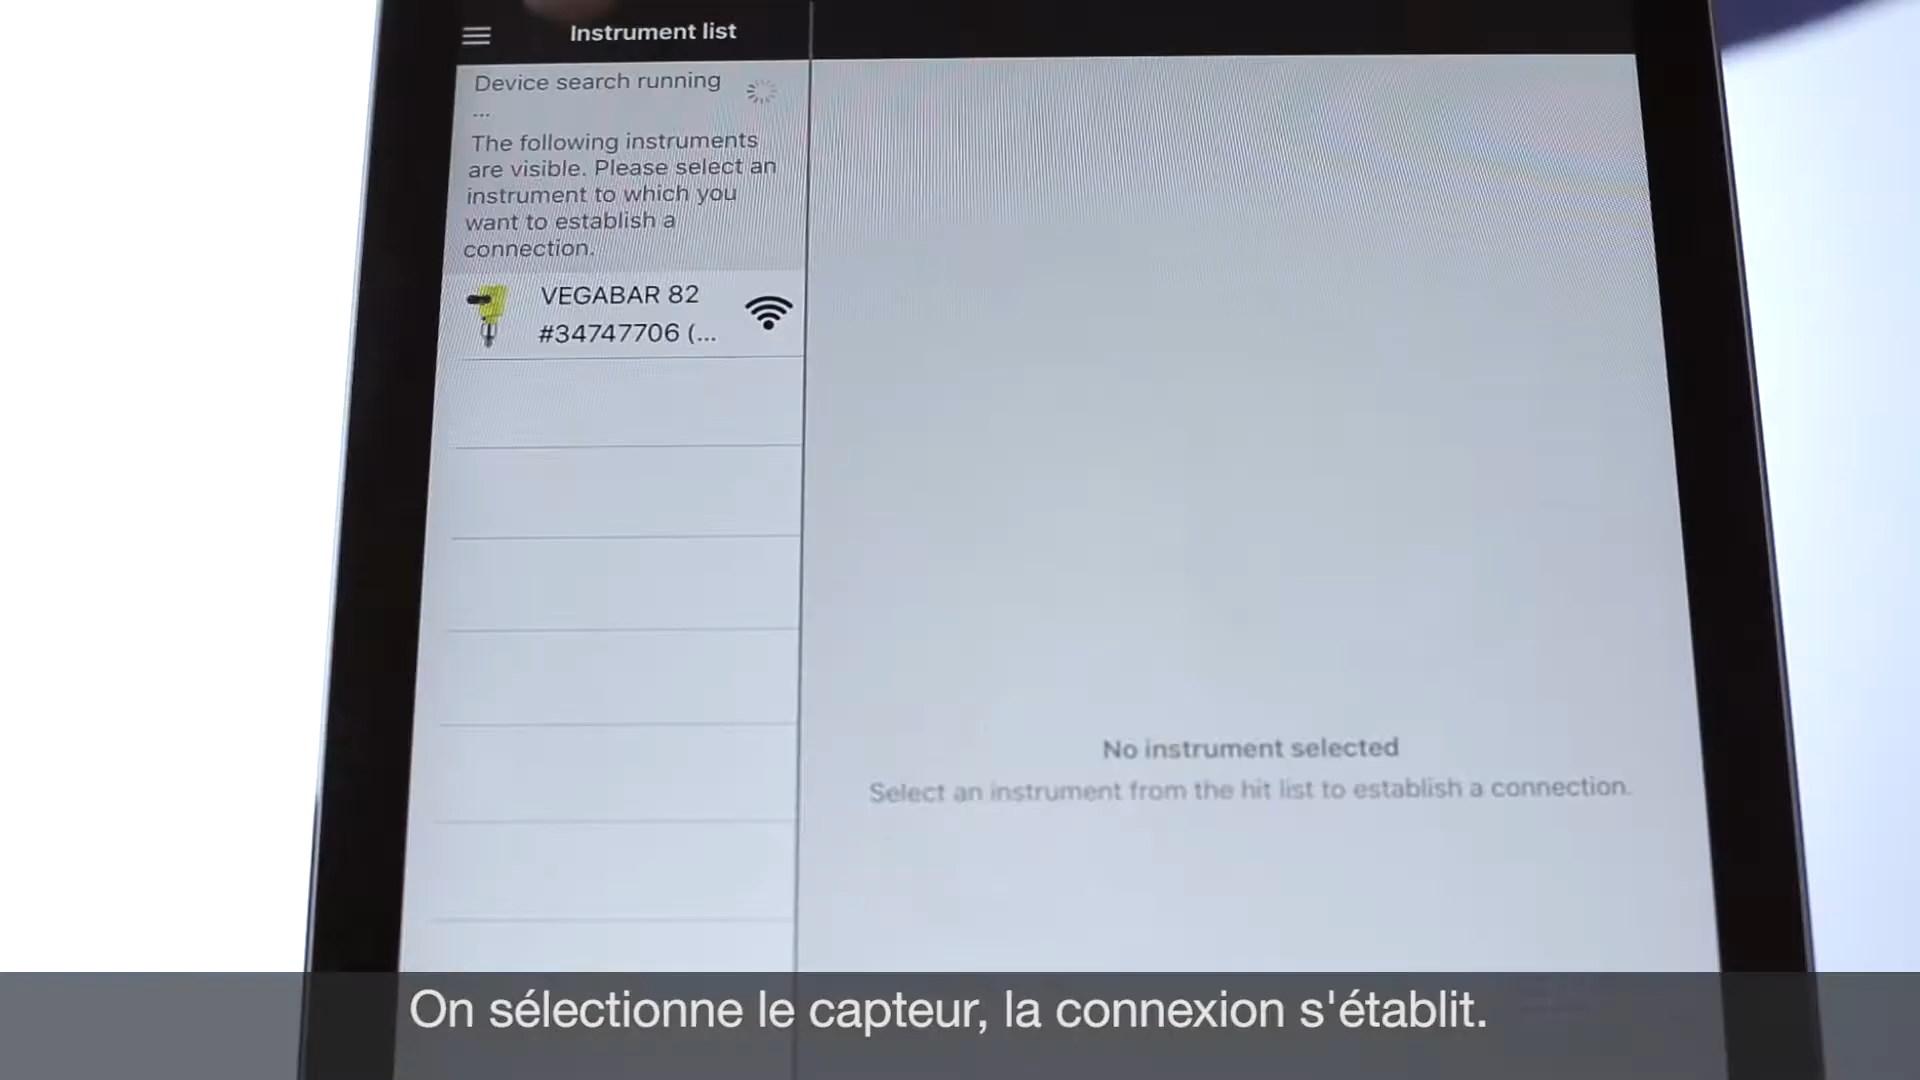 Instrument list
Device search running
...
The following instruments
are visible. Please select an
instrument to which you
want to establish a
connection.
VEGABAR 82
#34747706 (...
No instrument selected
Select an instrument from the hit list to establish a connection.
On sélectionne le capteur, la connexion s'établit.